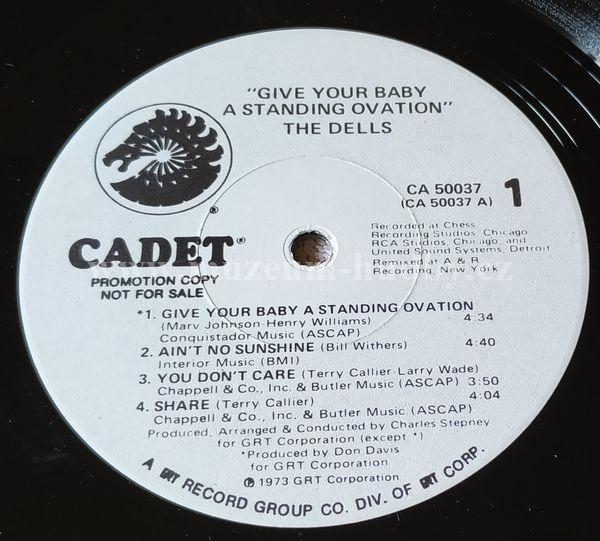 "GIVE YOUR BABY
A STANDING OVATION"
THE DELLS
®
CADET®
PROMOTION COPY
NOT FOR SALE
CA 50037
(CA 50037 A)
1
Recorded at Chess
Recording Studios, Chicago
RCA Studios, Chicago, and
United Sound Systems, Detroit
Remixed at A & R
Recording, New York
*1. GIVE YOUR BABY A STANDING OVATION
(Marv Johnson-Henry Williams) 4:34
Conquistador Music (ASCAP)
2. AIN'T NO SUNSHINE (Bill Withers) 4:40
Interior Music (BMI)
3. YOU DON'T CARE (Terry Callier-Larry Wade)
Chappell & Co., Inc. & Butler Music (ASCAP) 3:50
4. SHARE (Terry Callier) 4:04
Chappell & Co., Inc. & Butler Music (ASCAP)
Produced, Arranged & Conducted by Charles Stepney
for GRT Corporation (except *)
*Produced by Don Davis
for GRT Corporation
℗ 1973 GRT Corporation
A GRT RECORD GROUP CO. DIV. OF GRT CORP.